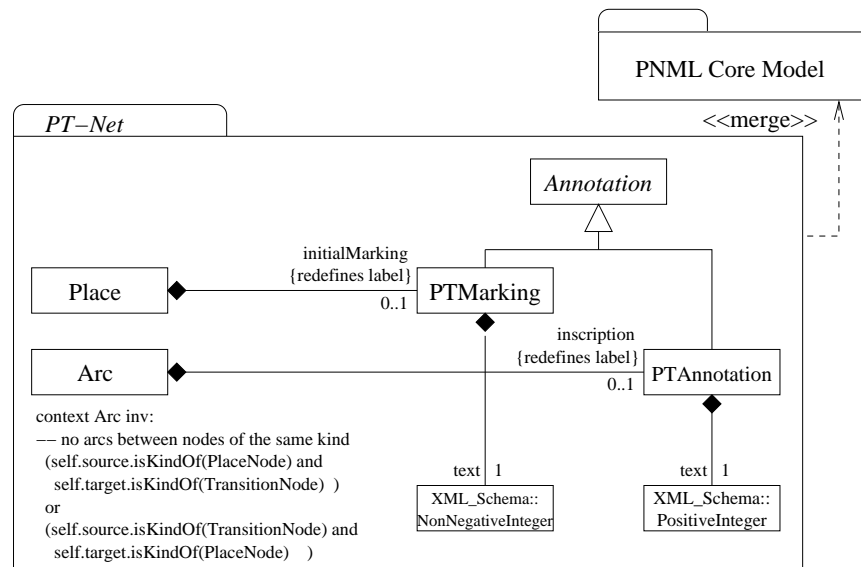 PNML Core Model
<<merge>>
PT−Net
Annotation
initialMarking
{redefines label}
0..1
Place
PTMarking
inscription
{redefines label}
0..1
Arc
PTAnnotation
context Arc inv:
−− no arcs between nodes of the same kind
(self.source.isKindOf(PlaceNode) and
self.target.isKindOf(TransitionNode) )
or
(self.source.isKindOf(TransitionNode) and
self.target.isKindOf(PlaceNode) )
text 1
XML_Schema::
NonNegativeInteger
text 1
XML_Schema::
PositiveInteger